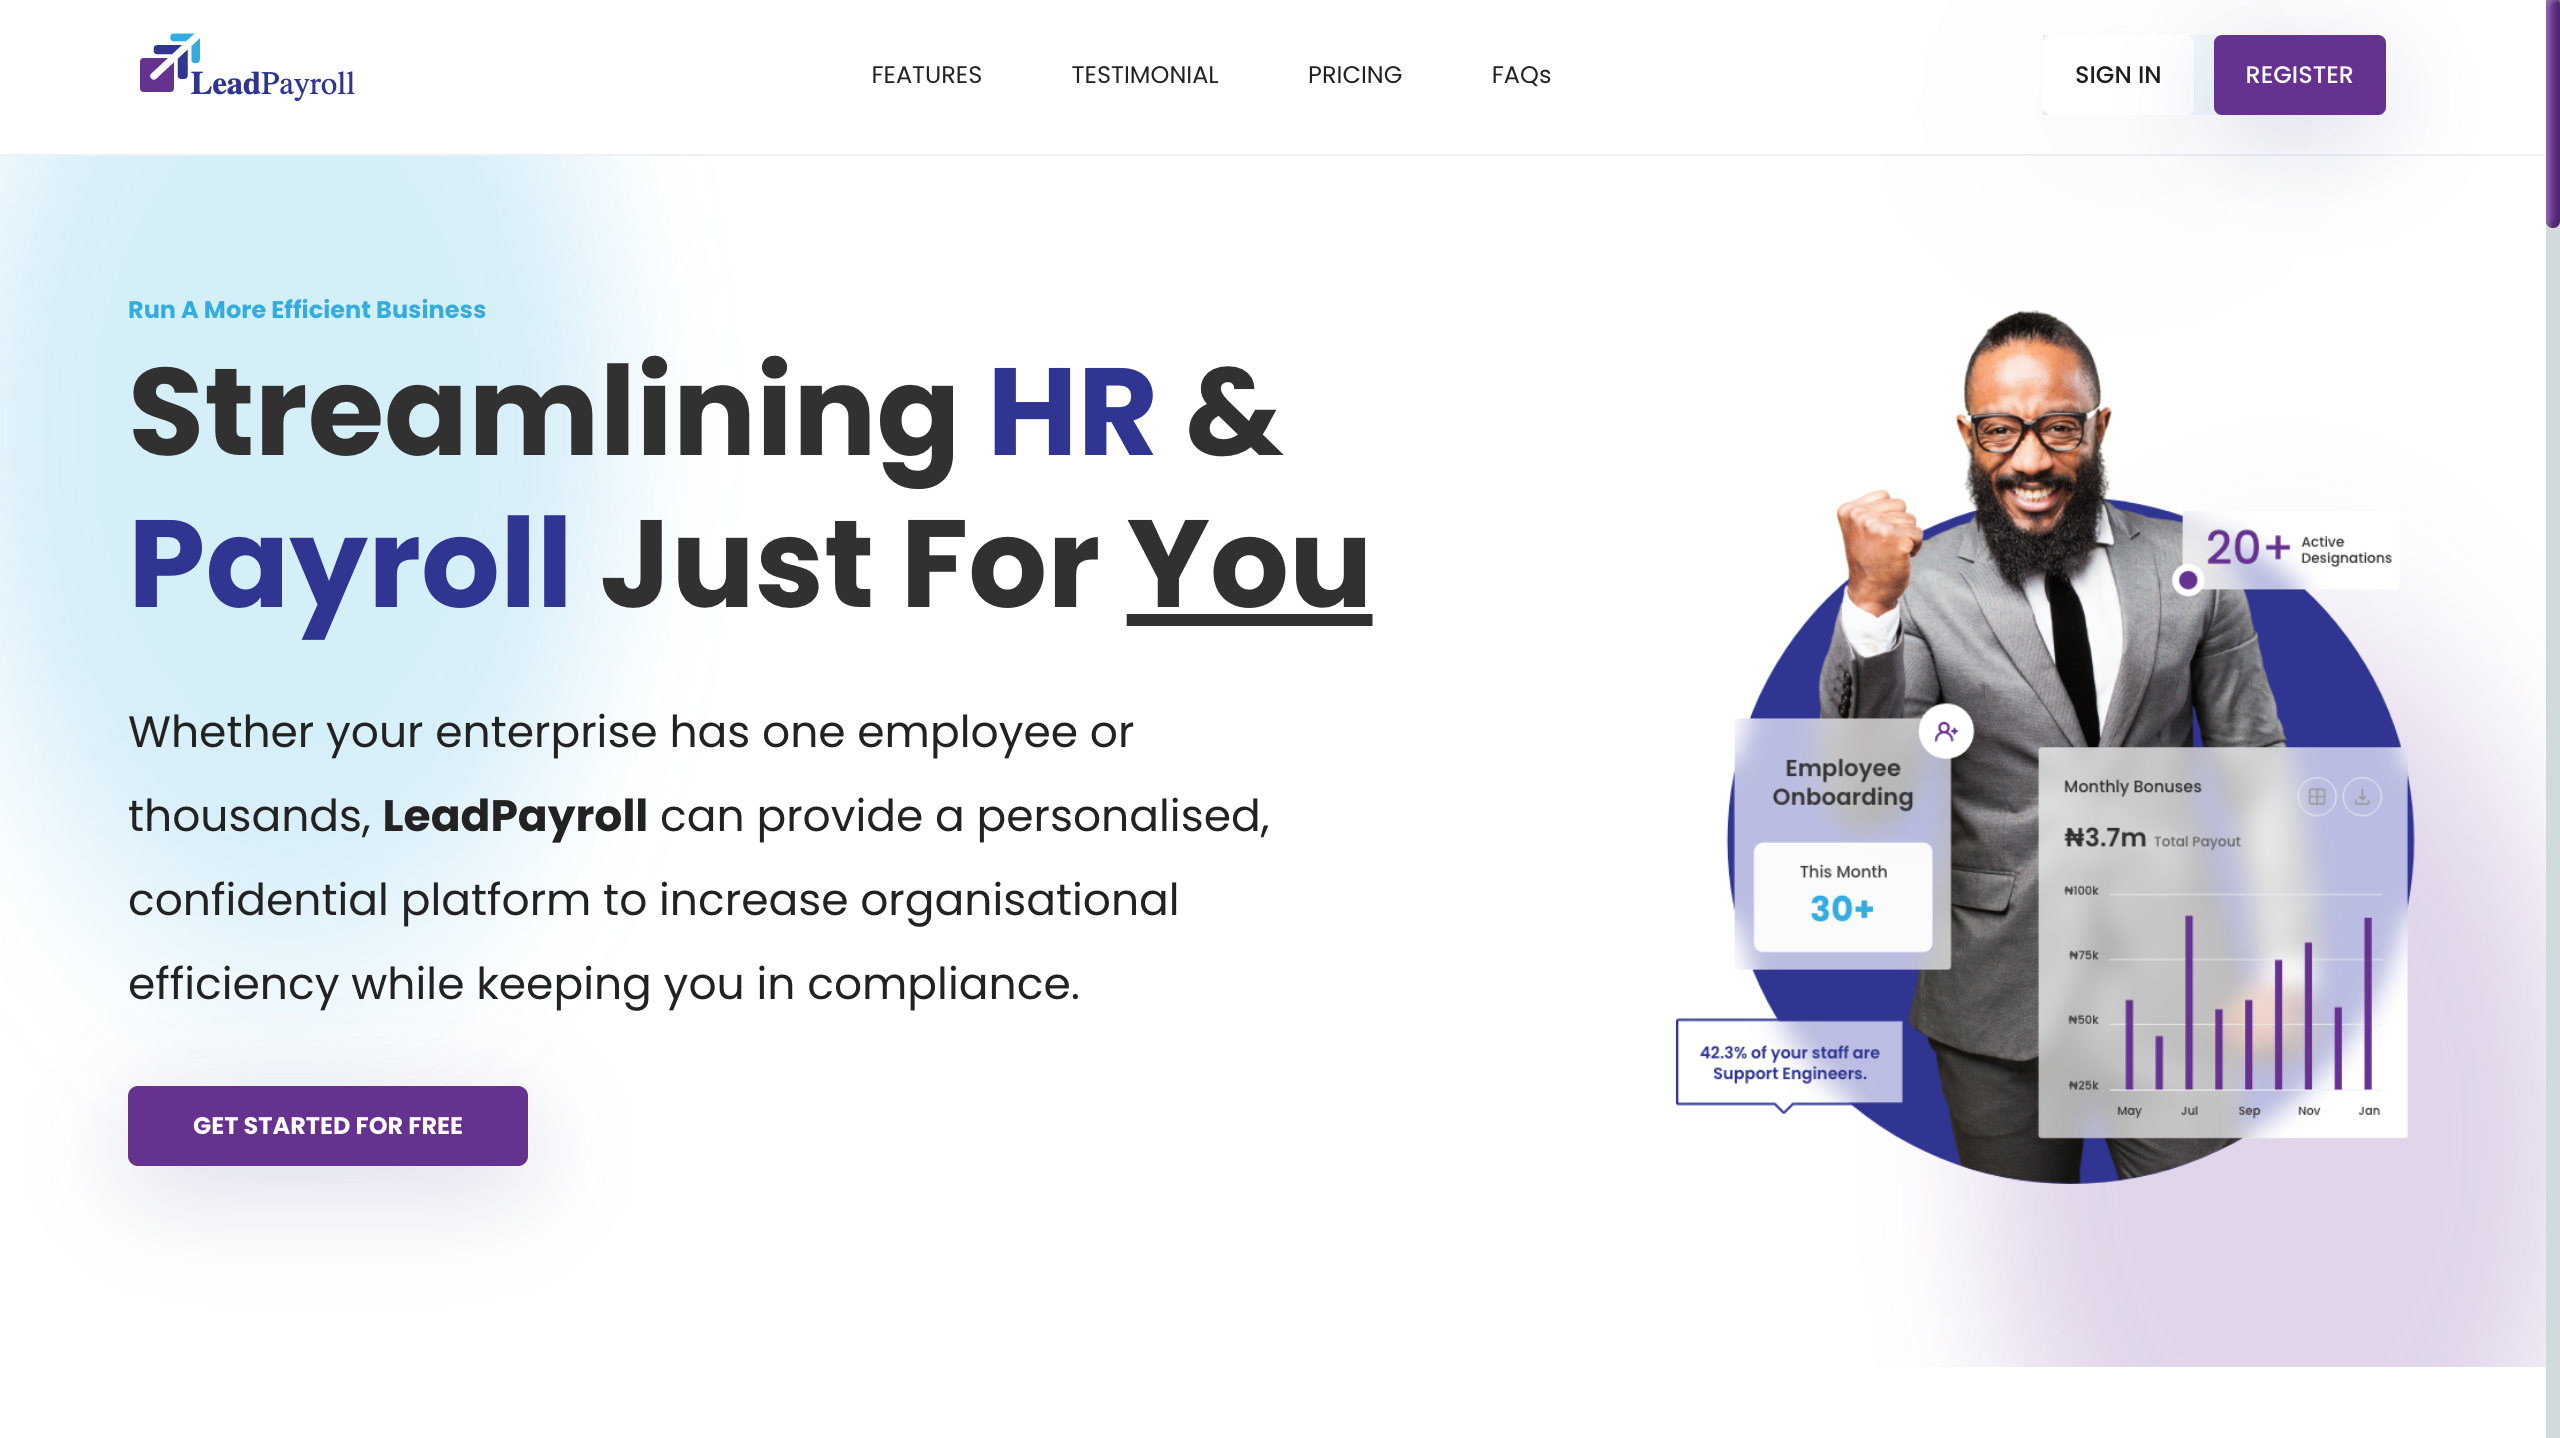 LeadPayroll
FEATURES
TESTIMONIAL
PRICING
FAQs
SIGN IN
REGISTER
Run A More Efficient Business
Streamlining HR &
Payroll Just For You
Whether your enterprise has one employee or
thousands, LeadPayroll can provide a personalised,
confidential platform to increase organisational
efficiency while keeping you in compliance.
GET STARTED FOR FREE
20+
Active
Designations
Employee
Onboarding
This Month
30+
42.3% of your staff are
Support Engineers.
Monthly Bonuses
₦3.7m Total Payout
₦100k
₦75k
₦50k
₦25k
May Jul Sep Nov Jan